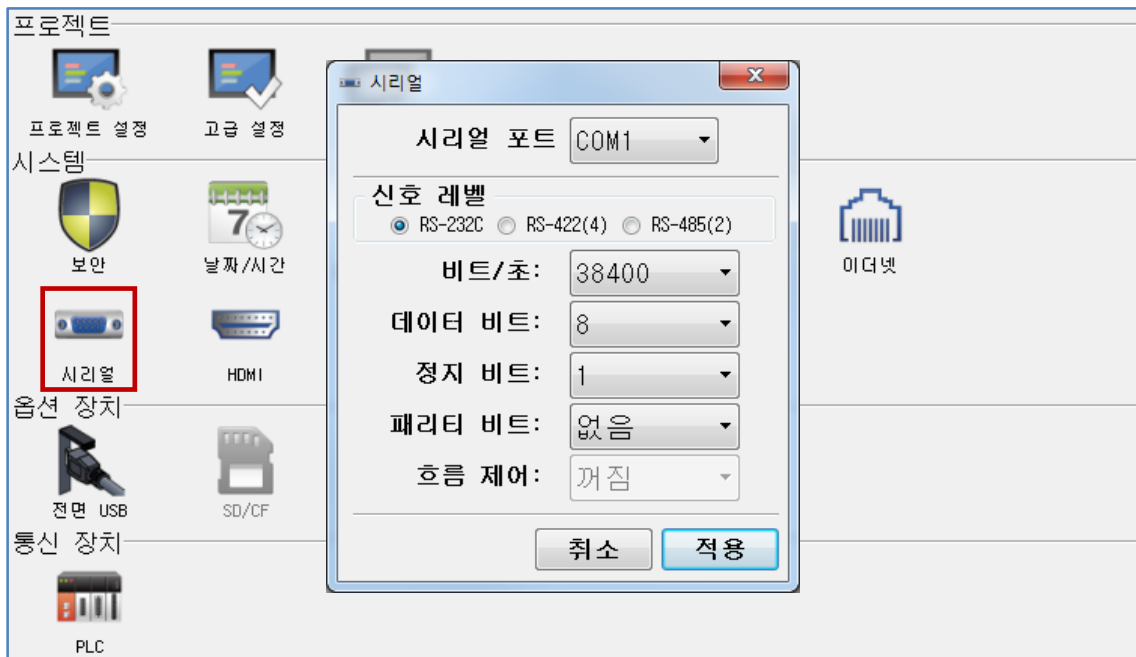 프로젝트
프로젝트 설정
고급 설정
시스템
보안
날짜/시간
이더넷
시리얼
HDMI
옵션 장치
전면 USB
SD/CF
통신 장치
PLC
시리얼
시리얼 포트 COM1
신호 레벨
RS-232C RS-422(4) RS-485(2)
비트/초: 38400
데이터 비트: 8
정지 비트: 1
패리티 비트: 없음
흐름 제어: 꺼짐
취소 적용